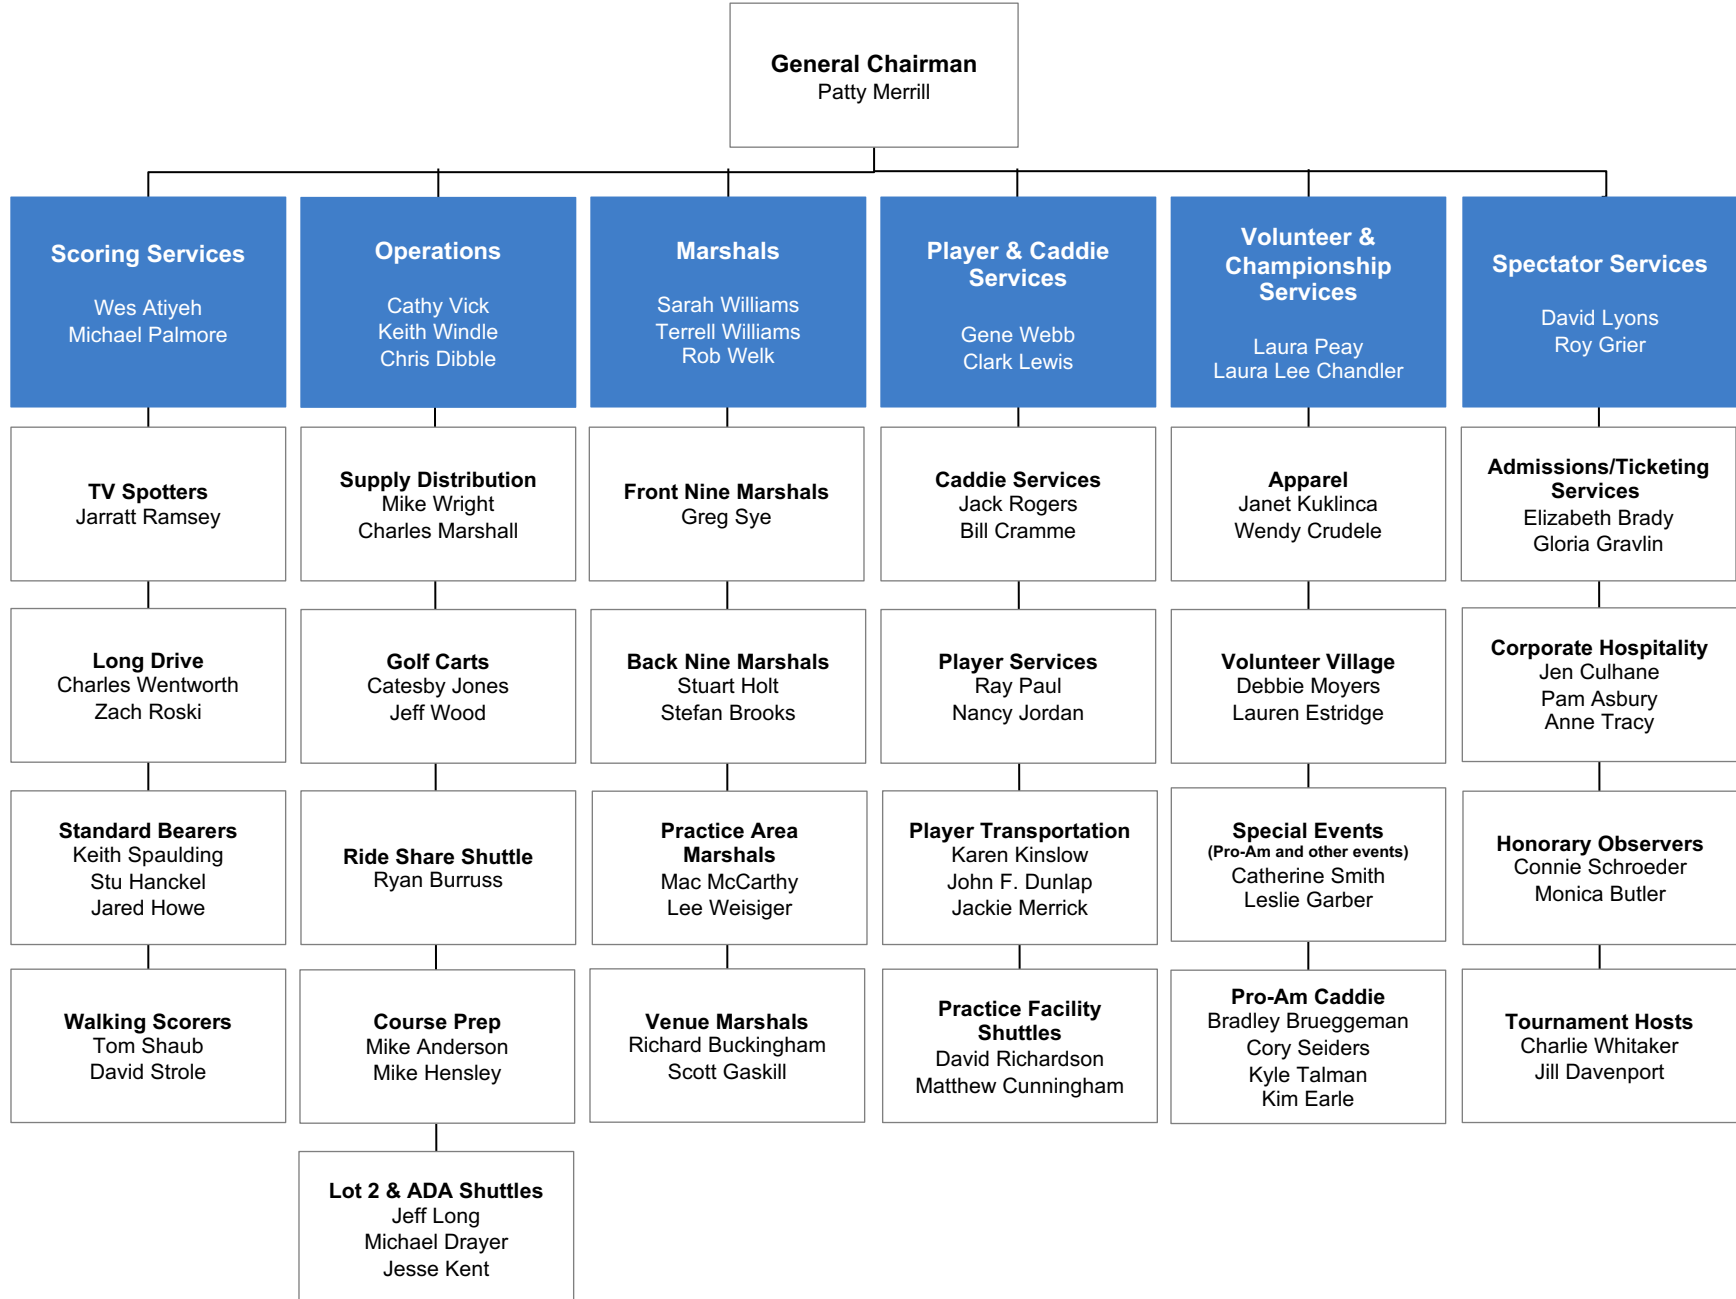 General Chairman
Patty Merrill
Scoring Services
Wes Atiyeh
Michael Palmore
Operations
Cathy Vick
Keith Windle
Chris Dibble
Marshals
Sarah Williams
Terrell Williams
Rob Welk
Player & Caddie
Services
Gene Webb
Clark Lewis
Volunteer &
Championship
Services
Laura Peay
Laura Lee Chandler
Spectator Services
David Lyons
Roy Grier
TV Spotters
Jarratt Ramsey
Supply Distribution
Mike Wright
Charles Marshall
Front Nine Marshals
Greg Sye
Caddie Services
Jack Rogers
Bill Cramme
Apparel
Janet Kuklinca
Wendy Crudele
Admissions/Ticketing
Services
Elizabeth Brady
Gloria Gravlin
Long Drive
Charles Wentworth
Zach Roski
Golf Carts
Catesby Jones
Jeff Wood
Back Nine Marshals
Stuart Holt
Stefan Brooks
Player Services
Ray Paul
Nancy Jordan
Volunteer Village
Debbie Moyers
Lauren Estridge
Corporate Hospitality
Jen Culhane
Pam Asbury
Anne Tracy
Standard Bearers
Keith Spaulding
Stu Hanckel
Jared Howe
Ride Share Shuttle
Ryan Burruss
Practice Area
Marshals
Mac McCarthy
Lee Weisiger
Player Transportation
Karen Kinslow
John F. Dunlap
Jackie Merrick
Special Events
(Pro-Am and other events)
Catherine Smith
Leslie Garber
Honorary Observers
Connie Schroeder
Monica Butler
Walking Scorers
Tom Shaub
David Strole
Course Prep
Mike Anderson
Mike Hensley
Venue Marshals
Richard Buckingham
Scott Gaskill
Practice Facility
Shuttles
David Richardson
Matthew Cunningham
Pro-Am Caddie
Bradley Brueggeman
Cory Seiders
Kyle Talman
Kim Earle
Tournament Hosts
Charlie Whitaker
Jill Davenport
Lot 2 & ADA Shuttles
Jeff Long
Michael Drayer
Jesse Kent